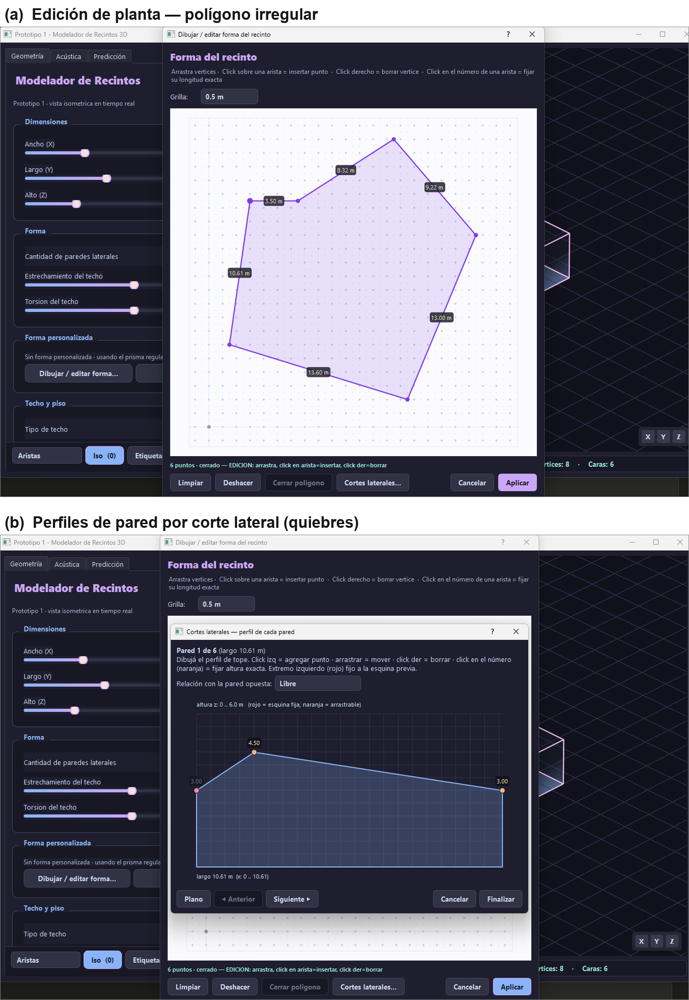 (a) Edición de planta — polígono irregular
Prototipo 1 - Modelador de Recintos 3D
Dibujar / editar forma del recinto
?
Geometría
Acústica
Predicción
Modelador de Recintos
Prototipo 1 · vista isometrica en tiempo real
Dimensiones
Ancho (X)
Largo (Y)
Alto (Z)
Forma
Cantidad de paredes laterales
Estrechamiento del techo
Torsion del techo
Forma personalizada
Sin forma personalizada · usando el prisma regula
Dibujar / editar forma...
Techo y piso
Tipo de techo
Aristas
Iso (0)
Etiqueta
Forma del recinto
Arrastra vertices · Click sobre una arista = insertar punto · Click derecho = borrar vertice · Click en el número de una arista = fijar
su longitud exacta
Grilla:
0.5 m
8.32 m
9.22 m
3.50 m
10.61 m
13.00 m
13.60 m
6 puntos · cerrado — EDICION: arrastra, click en arista=insertar, click der=borrar
Limpiar
Deshacer
Cerrar poligono
Cortes laterales...
Cancelar
Aplicar
X
Y
Z
rtices: 8 · Caras: 6
(b) Perfiles de pared por corte lateral (quiebres)
Prototipo 1 - Modelador de Recintos 3D
Dibujar / editar forma del recinto
?
Geometría
Acústica
Predicción
Modelador de Recintos
Prototipo 1 · vista isometrica en tiempo real
Dimensiones
Ancho (X)
Largo (Y)
Alto (Z)
Forma
Cantidad de paredes laterales
Estrechamiento del techo
Torsion del techo
Forma personalizada
Sin forma personalizada · usando el prisma regula
Dibujar / editar forma...
Techo y piso
Tipo de techo
Aristas
Iso (0)
Etiqueta
Forma del recinto
Arrastra vertices · Click sobre una arista = insertar punto · Click derecho = borrar vertice · Click en el número de una arista = fijar
su longitud exacta
Grilla:
0.5 m
Cortes laterales — perfil de cada pared
?
Pared 1 de 6 (largo 10.61 m)
Dibujá el perfil de tope. Click izq = agregar punto · arrastrar = mover · click der = borrar · click en el número
(naranja) = fijar altura exacta. Extremo izquierdo (rojo) fijo a la esquina previa.
Relación con la pared opuesta:
Libre
altura z: 0 .. 6.0 m (rojo = esquina fija, naranja = arrastrable)
4.50
3.00
3.00
largo 10.61 m (x: 0 .. 10.61)
Plano
◂ Anterior
Siguiente ▸
Cancelar
Finalizar
6 puntos · cerrado — EDICION: arrastra, click en arista=insertar, click der=borrar
Limpiar
Deshacer
Cerrar poligono
Cortes laterales...
Cancelar
Aplicar
X
Y
Z
rtices: 8 · Caras: 6